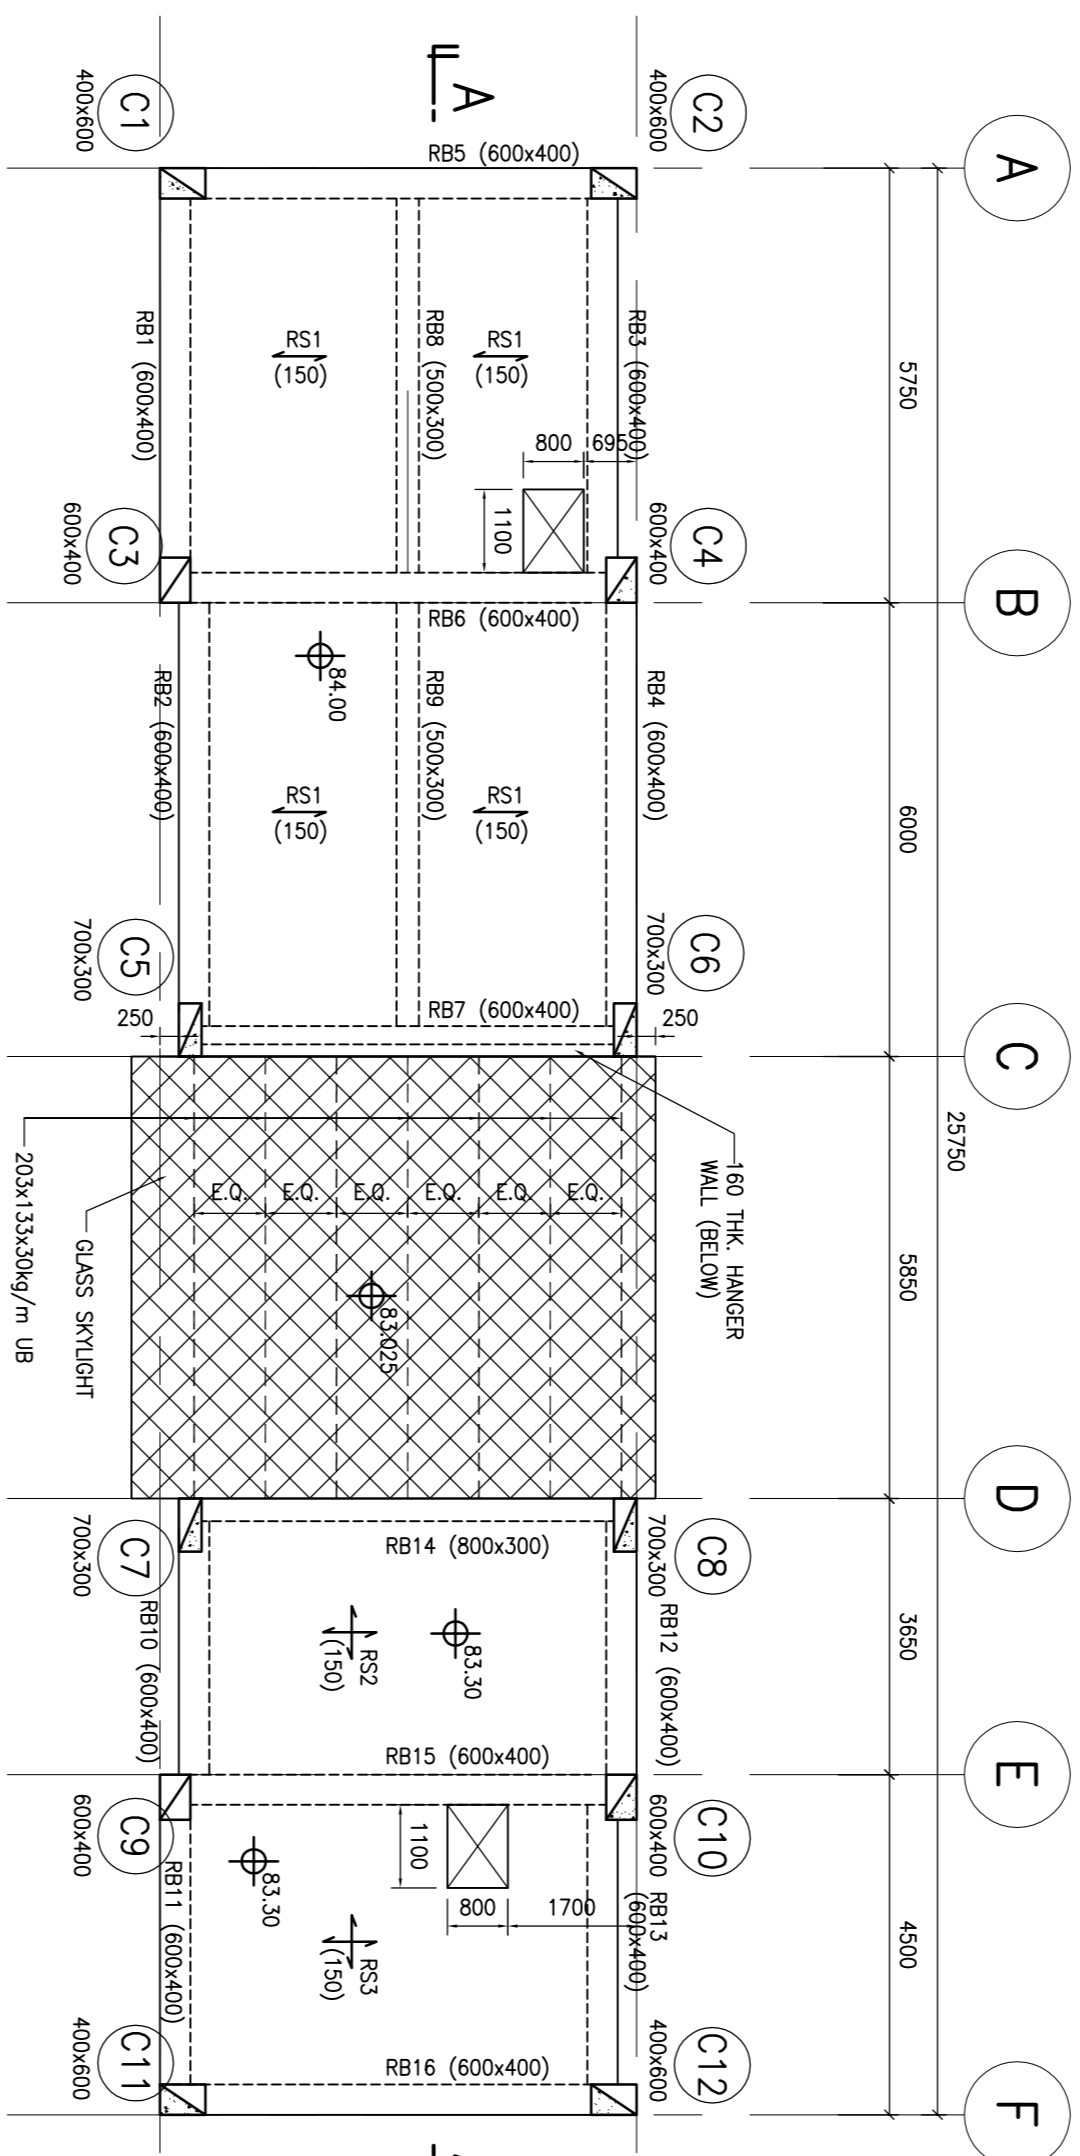 A
B
C
D
E
F
25750
5750
6000
5850
3650
4500
C2
400x600
C4
600x400
C6
700x300
C8
700x300
C10
600x400
C12
400x600
A
RB5 (600x400)
RB3 (600x400)
RB4 (600x400)
RB12 (600x400)
RB13
(600x400)
250
160 THK. HANGER
WALL (BELOW)
695
800
1100
RS1
(150)
RS1
(150)
RB8 (500x300)
RB6 (600x400)
RB9 (500x300)
RS1
(150)
RS1
(150)
84.00
RB7 (600x400)
E.Q.
E.Q.
E.Q.
E.Q.
E.Q.
E.Q.
83.025
RB14 (800x300)
83.30
RS2
(150)
RB15 (600x400)
1100
800
1700
83.30
RS3
(150)
RB16 (600x400)
RB1 (600x400)
RB2 (600x400)
250
RB10 (600x400)
RB11 (600x400)
C1
400x600
C3
600x400
C5
700x300
C7
700x300
C9
600x400
C11
400x600
GLASS SKYLIGHT
203x133x30kg/m UB